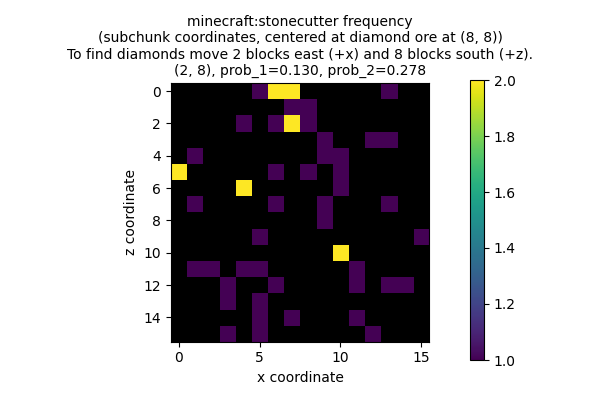 minecraft:stonecutter frequency
(subchunk coordinates, centered at diamond ore at (8, 8))
To find diamonds move 2 blocks east (+x) and 8 blocks south (+z).
(2, 8), prob_1=0.130, prob_2=0.278
0
2
4
6
8
10
12
14
z coordinate
0 5 10 15
x coordinate
2.0
1.8
1.6
1.4
1.2
1.0